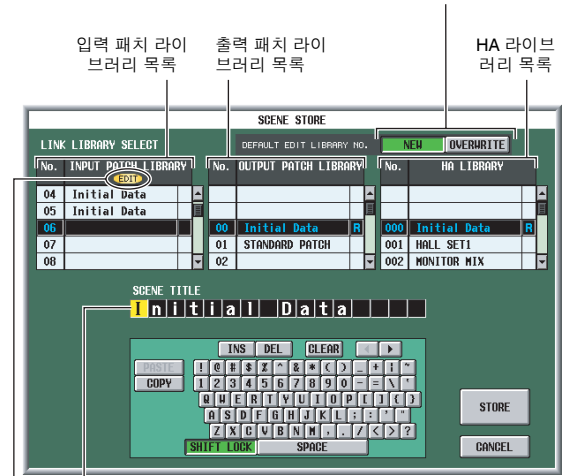 입력 패치 라이
브러리 목록
출력 패치 라이
브러리 목록
HA 라이브
러리 목록
SCENE STORE
LINK LIBRARY SELECT
DEFAULT EDIT LIBRARY NO.
NEW OVERWRITE
No. INPUT PATCH LIBRARY
EDIT
04 Initial Data
05 Initial Data
06
07
08
No. OUTPUT PATCH LIBRARY
00 Initial Data R
01 STANDARD PATCH
02
No. HA LIBRARY
000 Initial Data R
001 HALL SET1
002 MONITOR MIX
SCENE TITLE
Initial Data
INS DEL CLEAR
PASTE ! @ # $ % ^ & * ( ) _ + | ~
COPY 1 2 3 4 5 6 7 8 9 0 - = \ `
Q W E R T Y U I O P [ ] { }
A S D F G H J K L ; : ' "
Z X C V B N M , . / < > ?
SHIFT LOCK SPACE
STORE
CANCEL